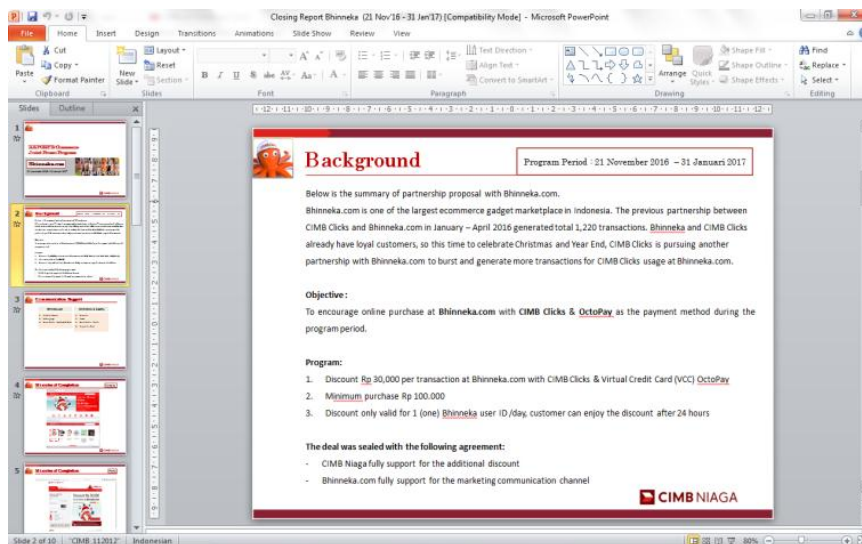 Closing Report Bhinneka (21 Nov'16 - 31 Jan'17) [Compatibility Mode] - Microsoft PowerPoint
File Home Insert Design Transitions Animations Slide Show Review View
Paste
Cut
Copy
Format Painter
Clipboard
New Slide
Layout
Reset
Section
Slides
Font
Text Direction
Align Text
Convert to SmartArt
Paragraph
Arrange
Quick Styles
Shape Fill
Shape Outline
Shape Effects
Drawing
Find
Replace
Select
Editing
Slides Outline
1
2
Background
3
4
5
Background
Program Period : 21 November 2016 – 31 Januari 2017
Below is the summary of partnership proposal with Bhinneka.com.
Bhinneka.com is one of the largest ecommerce gadget marketplace in Indonesia. The previous partnership between
CIMB Clicks and Bhinneka.com in January – April 2016 generated total 1,220 transactions. Bhinneka and CIMB Clicks
already have loyal customers, so this time to celebrate Christmas and Year End, CIMB Clicks is pursuing another
partnership with Bhinneka.com to burst and generate more transactions for CIMB Clicks usage at Bhinneka.com.
Objective :
To encourage online purchase at Bhinneka.com with CIMB Clicks & OctoPay as the payment method during the
program period.
Program:
1. Discount Rp 30,000 per transaction at Bhinneka.com with CIMB Clicks & Virtual Credit Card (VCC) OctoPay
2. Minimum purchase Rp 100.000
3. Discount only valid for 1 (one) Bhinneka user ID /day, customer can enjoy the discount after 24 hours
The deal was sealed with the following agreement:
- CIMB Niaga fully support for the additional discount
- Bhinneka.com fully support for the marketing communication channel
CIMB NIAGA
Slide 2 of 10 "CIMB 112012" Indonesian 80%